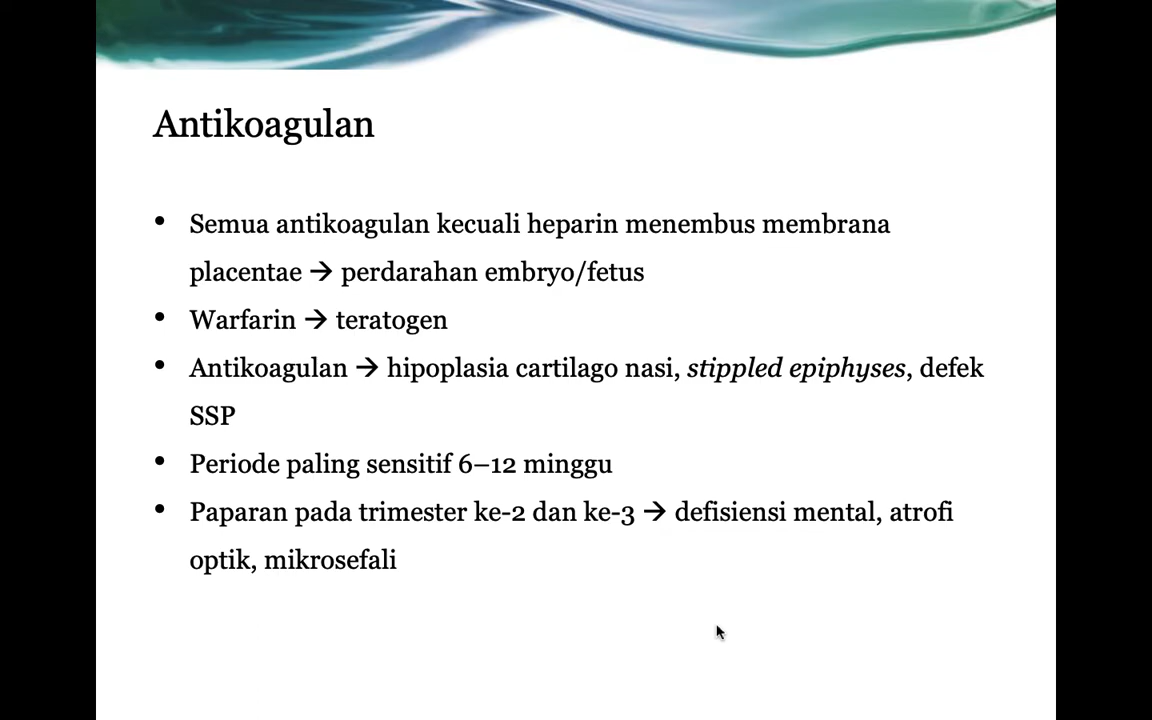 Antikoagulan
• Semua antikoagulan kecuali heparin menembus membrana
placentae → perdarahan embryo/fetus
• Warfarin → teratogen
• Antikoagulan → hipoplasia cartilago nasi, stippled epiphyses, defek
SSP
• Periode paling sensitif 6–12 minggu
• Paparan pada trimester ke-2 dan ke-3 → defisiensi mental, atrofi
optik, mikrosefali